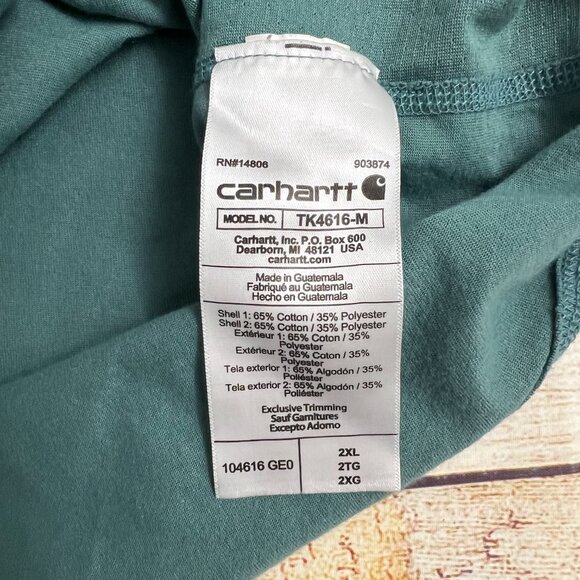 RN#14806 903874
carhartt
MODEL NO. TK4616-M
Carhartt, Inc. P.O. Box 600
Dearborn, MI 48121 USA
carhartt.com
Made in Guatemala
Fabriqué au Guatemala
Hecho en Guatemala
Shell 1: 65% Cotton / 35% Polyester
Shell 2: 65% Cotton / 35% Polyester
Extérieur 1: 65% Coton / 35%
Polyester
Extérieur 2: 65% Coton / 35%
Polyester
Tela exterior 1: 65% Algodón / 35%
Poliéster
Tela exterior 2: 65% Algodón / 35%
Poliéster
Exclusive Trimming
Sauf Garnitures
Excepto Adorno
104616 GE0
2XL
2TG
2XG